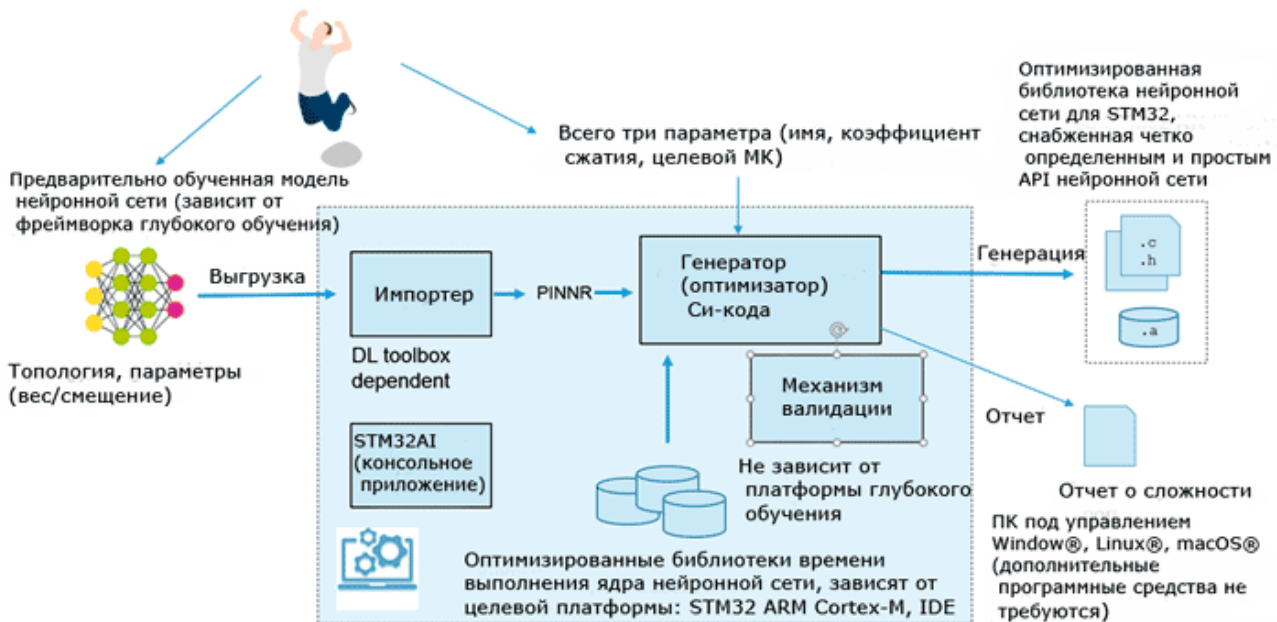 Предварительно обученная модель
нейронной сети (зависит от
фреймворка глубокого обучения)
Выгрузка
Топология, параметры
(вес/смещение)
Всего три параметра (имя, коэффициент
сжатия, целевой МК)
Импортер
DL toolbox
dependent
PINNR
Генератор
(оптимизатор)
Си-кода
Механизм
валидации
Не зависит от
платформы глубокого
обучения
STM32AI
(консольное
приложение)
Оптимизированные библиотеки времени
выполнения ядра нейронной сети, зависят от
целевой платформы: STM32 ARM Cortex-M, IDE
Оптимизированная
библиотека нейронной
сети для STM32,
снабженная четко
определенным и простым
API нейронной сети
Генерация
.c
.h
.a
Отчет
Отчет о сложности
ПК под управлением
Window®, Linux®, macOS®
(дополнительные
программные средства не
требуются)